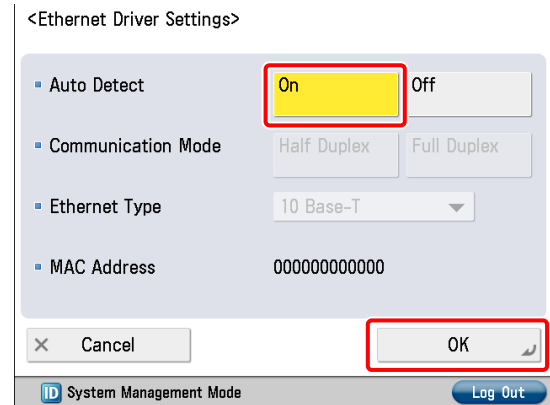 <Ethernet Driver Settings>
Auto Detect On Off
Communication Mode Half Duplex Full Duplex
Ethernet Type 10 Base-T
MAC Address 000000000000
× Cancel OK
ID System Management Mode Log Out